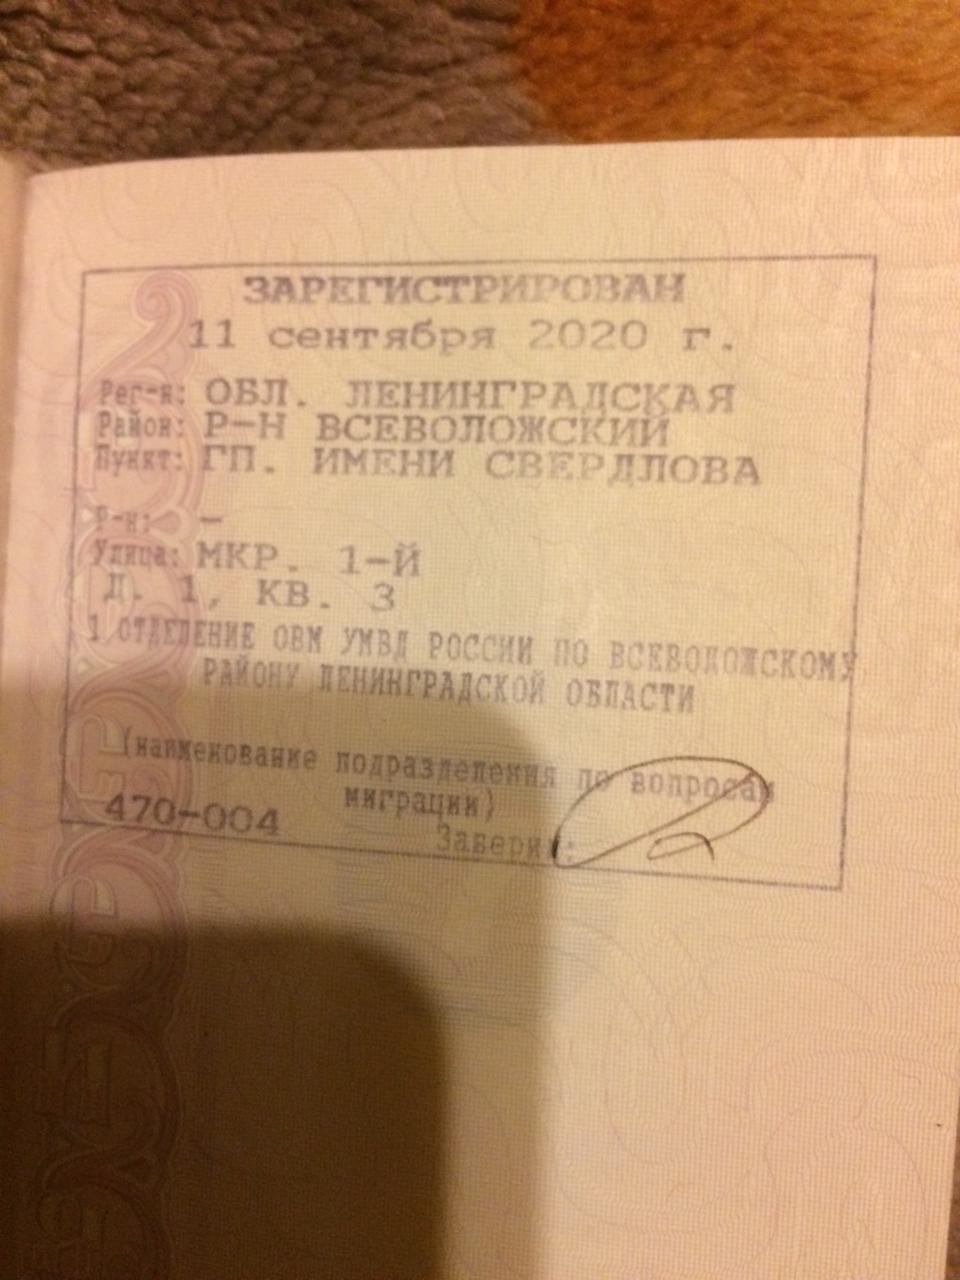 ЗАРЕГИСТРИРОВАН
11 сентября 2020 г.
Рег-н: ОБЛ. ЛЕНИНГРАДСКАЯ
Район: Р-Н ВСЕВОЛОЖСКИЙ
Пункт: ГП. ИМЕНИ СВЕРДЛОВА
Р-н: –
Улица: МКР. 1-Й
Д. 1, КВ. 3
1 ОТДЕЛЕНИЕ ОВМ УМВД РОССИИ ПО ВСЕВОЛОЖСКОМУ
РАЙОНУ ЛЕНИНГРАДСКОЙ ОБЛАСТИ
(наименование подразделения по вопросам
миграции)
470-004
Заверил: